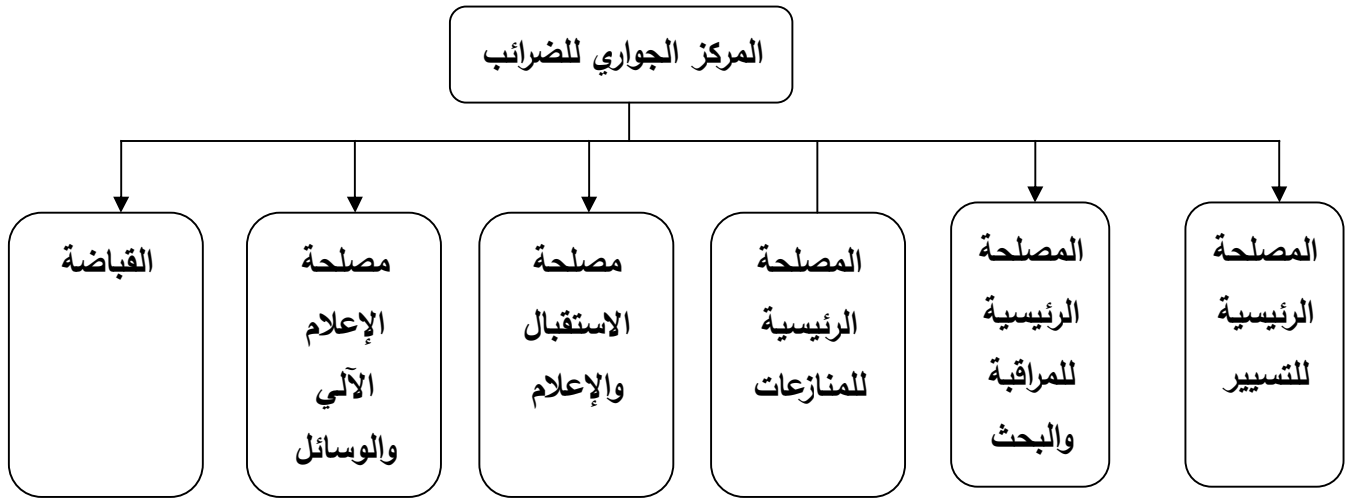 المركز الجواري للضرائب
المصلحة
الرئيسية
للتسيير
المصلحة
الرئيسية
للمراقبة
والبحث
المصلحة
الرئيسية
للمنازعات
مصلحة
الاستقبال
والإعلام
مصلحة
الإعلام
الآلي
والوسائل
القباضة